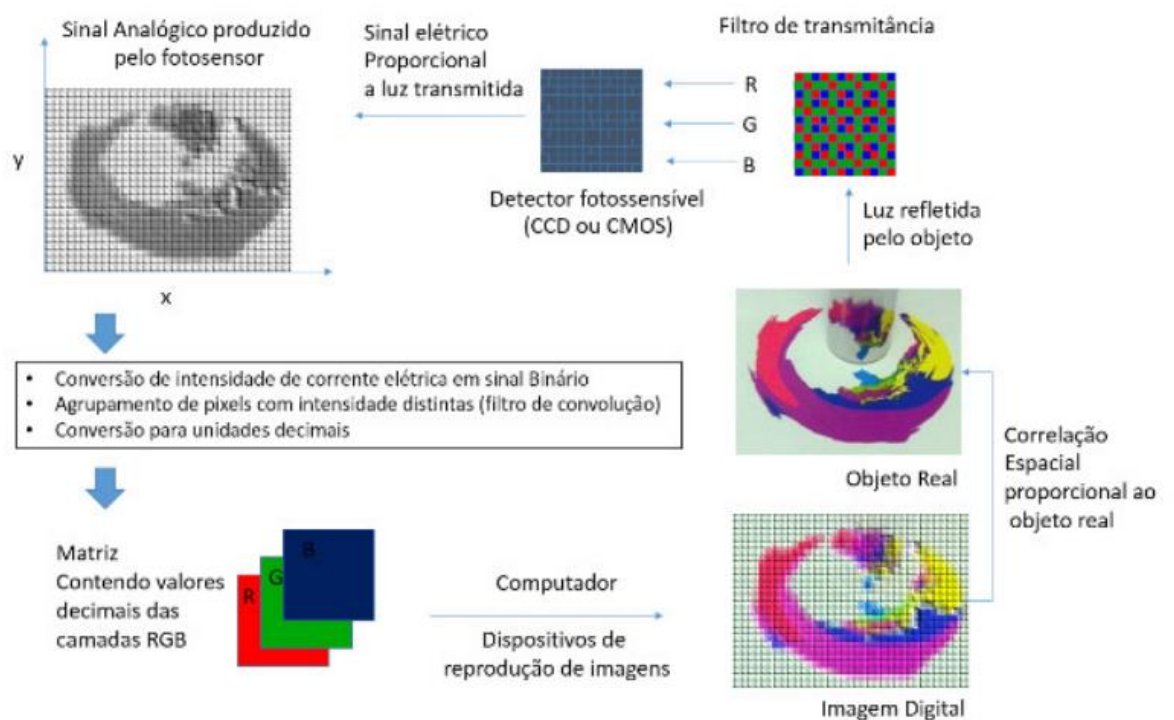 Sinal Analógico produzido
pelo fotosensor
y
x
Sinal elétrico
Proporcional
a luz transmitida
Detector fotossensível
(CCD ou CMOS)
R
G
B
Filtro de transmitância
Luz refletida
pelo objeto
• Conversão de intensidade de corrente elétrica em sinal Binário
• Agrupamento de pixels com intensidade distintas (filtro de convolução)
• Conversão para unidades decimais
Objeto Real
Correlação
Espacial
proporcional ao
objeto real
Matriz
Contendo valores
decimais das
camadas RGB
R
G
B
Computador
Dispositivos de
reprodução de imagens
Imagem Digital